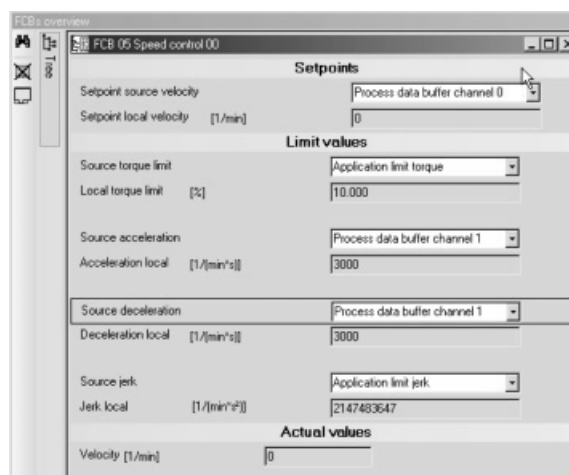 FCBs overview
FCB 05 Speed control 00
Tree
Setpoints
Setpoint source velocity Process data buffer channel 0
Setpoint local velocity [1/min] 0
Limit values
Source torque limit Application limit torque
Local torque limit [%] 10.000
Source acceleration Process data buffer channel 1
Acceleration local [1/(min*s)] 3000
Source deceleration Process data buffer channel 1
Deceleration local [1/(min*s)] 3000
Source jerk Application limit jerk
Jerk local [1/(min*s²)] 2147483647
Actual values
Velocity [1/min] 0